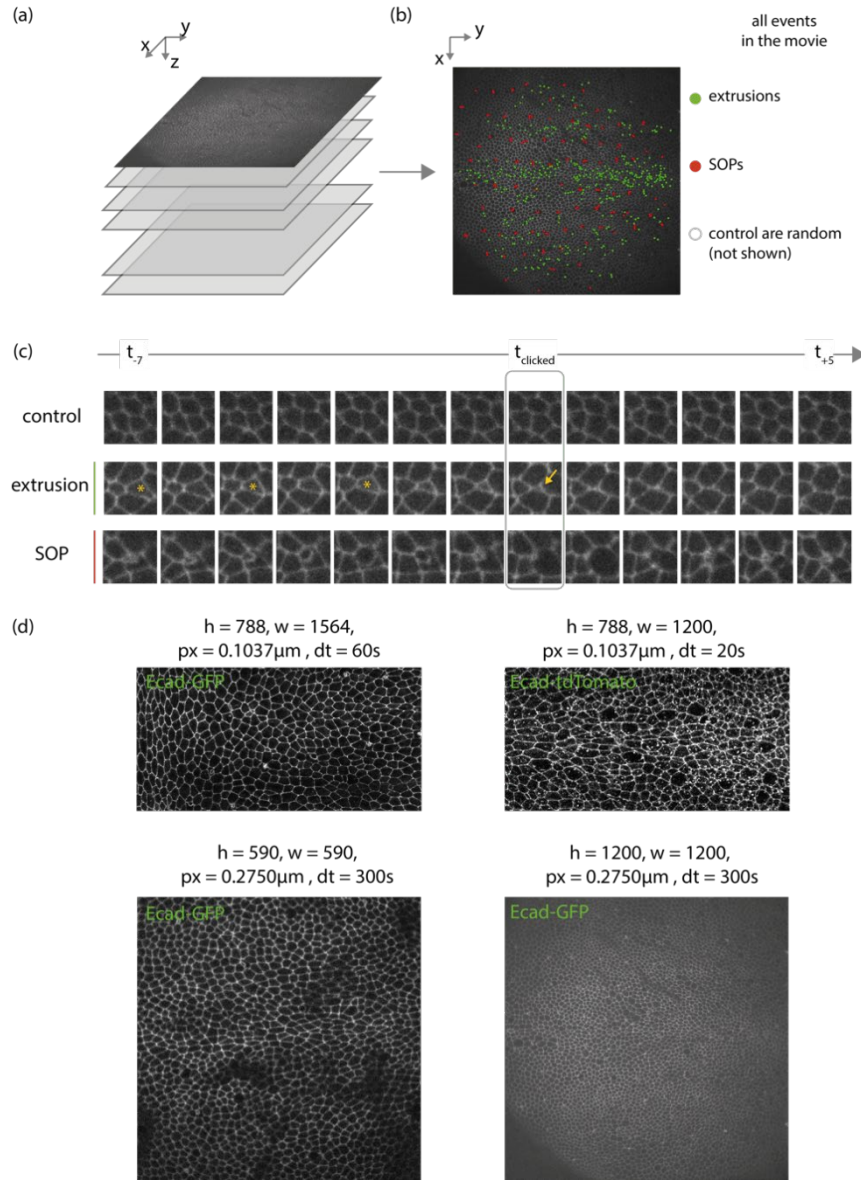 (a)
x
y
z
(b)
x
y
all events
in the movie
extrusions
SOPs
control are random
(not shown)
(c)
t-7
tclicked
t+5
control
extrusion
*
*
*
SOP
(d)
h = 788, w = 1564,
px = 0.1037µm , dt = 60s
Ecad-GFP
h = 788, w = 1200,
px = 0.1037µm , dt = 20s
Ecad-tdTomato
h = 590, w = 590,
px = 0.2750µm , dt = 300s
Ecad-GFP
h = 1200, w = 1200,
px = 0.2750µm , dt = 300s
Ecad-GFP